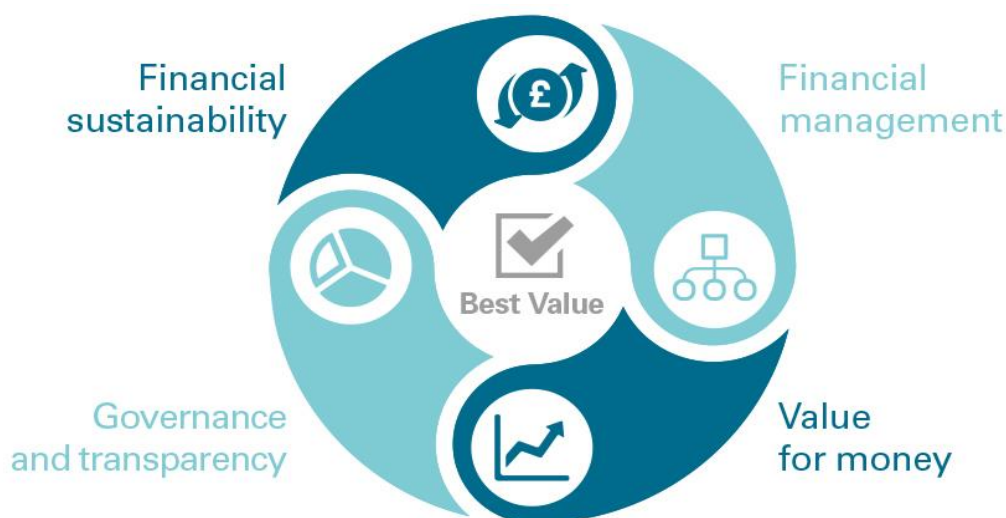 Financial
sustainability
Financial
management
£
Best Value
Governance
and transparency
Value
for money